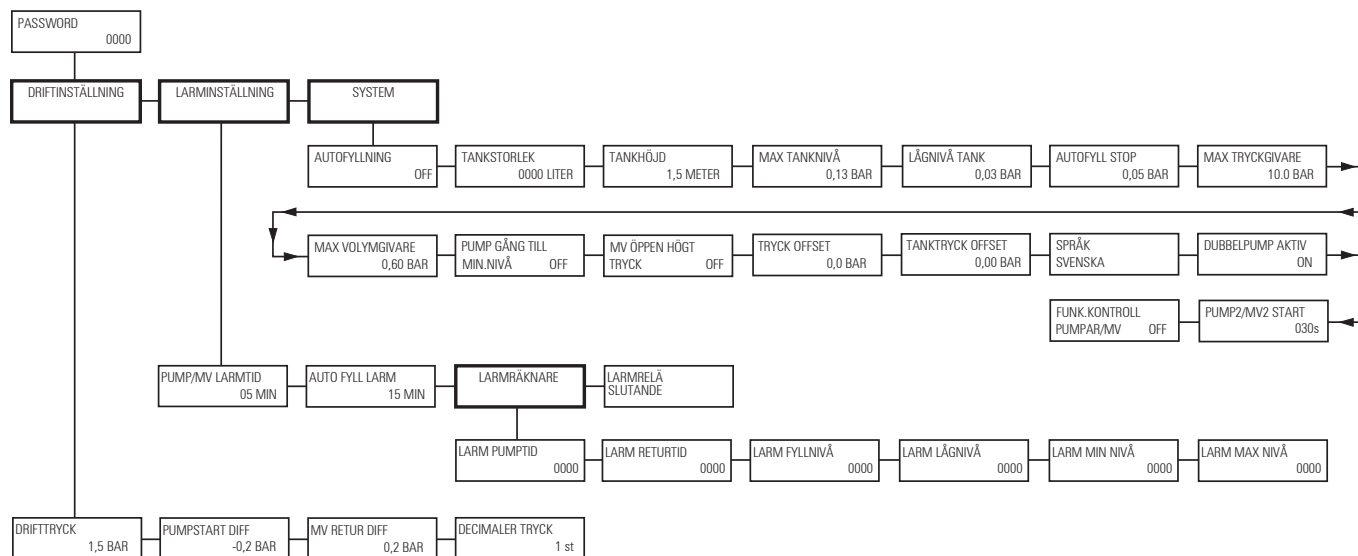 PASSWORD
0000
DRIFTINSTÄLLNING
LARMINSTÄLLNING
SYSTEM
AUTOFYLLNING
OFF
TANKSTORLEK
0000 LITER
TANKHÖJD
1,5 METER
MAX TANKNIVÅ
0,13 BAR
LÅGNIVÅ TANK
0,03 BAR
AUTOFYLL STOP
0,05 BAR
MAX TRYCKGIVARE
10.0 BAR
MAX VOLYMGIVARE
0,60 BAR
PUMP GÅNG TILL
MIN.NIVÅ OFF
MV ÖPPEN HÖGT
TRYCK OFF
TRYCK OFFSET
0,0 BAR
TANKTRYCK OFFSET
0,00 BAR
SPRÅK
SVENSKA
DUBBELPUMP AKTIV
ON
FUNK.KONTROLL
PUMPAR/MV OFF
PUMP2/MV2 START
030s
PUMP/MV LARMTID
05 MIN
AUTO FYLL LARM
15 MIN
LARMRÄKNARE
LARMRELÄ
SLUTANDE
LARM PUMPTID
0000
LARM RETURTID
0000
LARM FYLLNIVÅ
0000
LARM LÅGNIVÅ
0000
LARM MIN NIVÅ
0000
LARM MAX NIVÅ
0000
DRIFTTRYCK
1,5 BAR
PUMPSTART DIFF
-0,2 BAR
MV RETUR DIFF
0,2 BAR
DECIMALER TRYCK
1 st